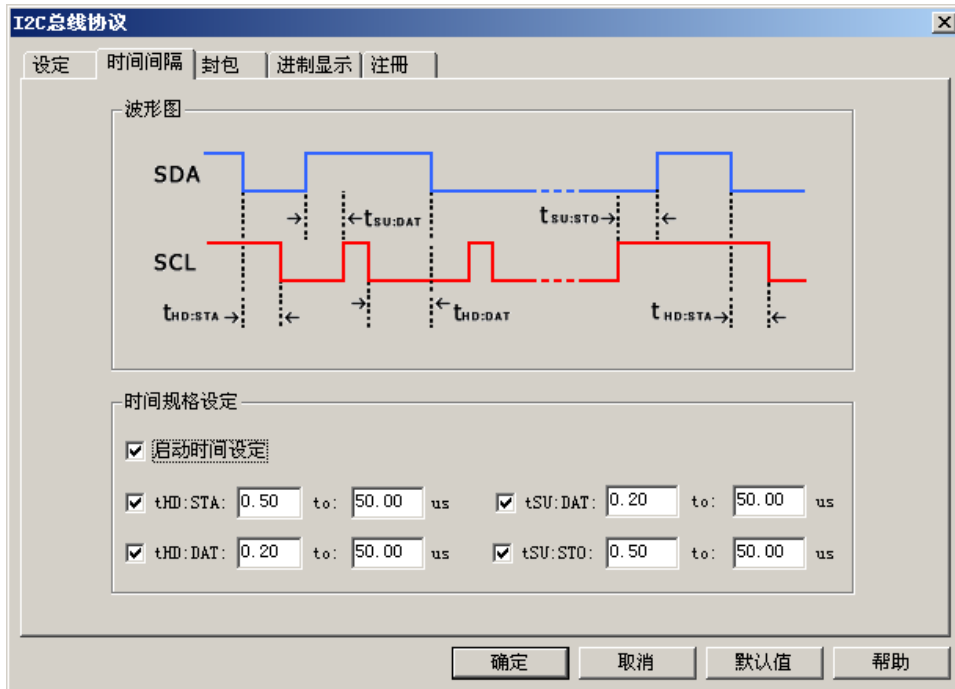 I2C总线协议
设定 时间间隔 封包 进制显示 注冊
波形图
SDA
tSU:DAT tSU:STO
SCL
tHD:STA tHD:DAT tHD:STA
时间规格设定
启动时间设定
tHD:STA: 0.50 to: 50.00 us tSU:DAT: 0.20 to: 50.00 us
tHD:DAT: 0.20 to: 50.00 us tSU:STO: 0.50 to: 50.00 us
确定 取消 默认值 帮助